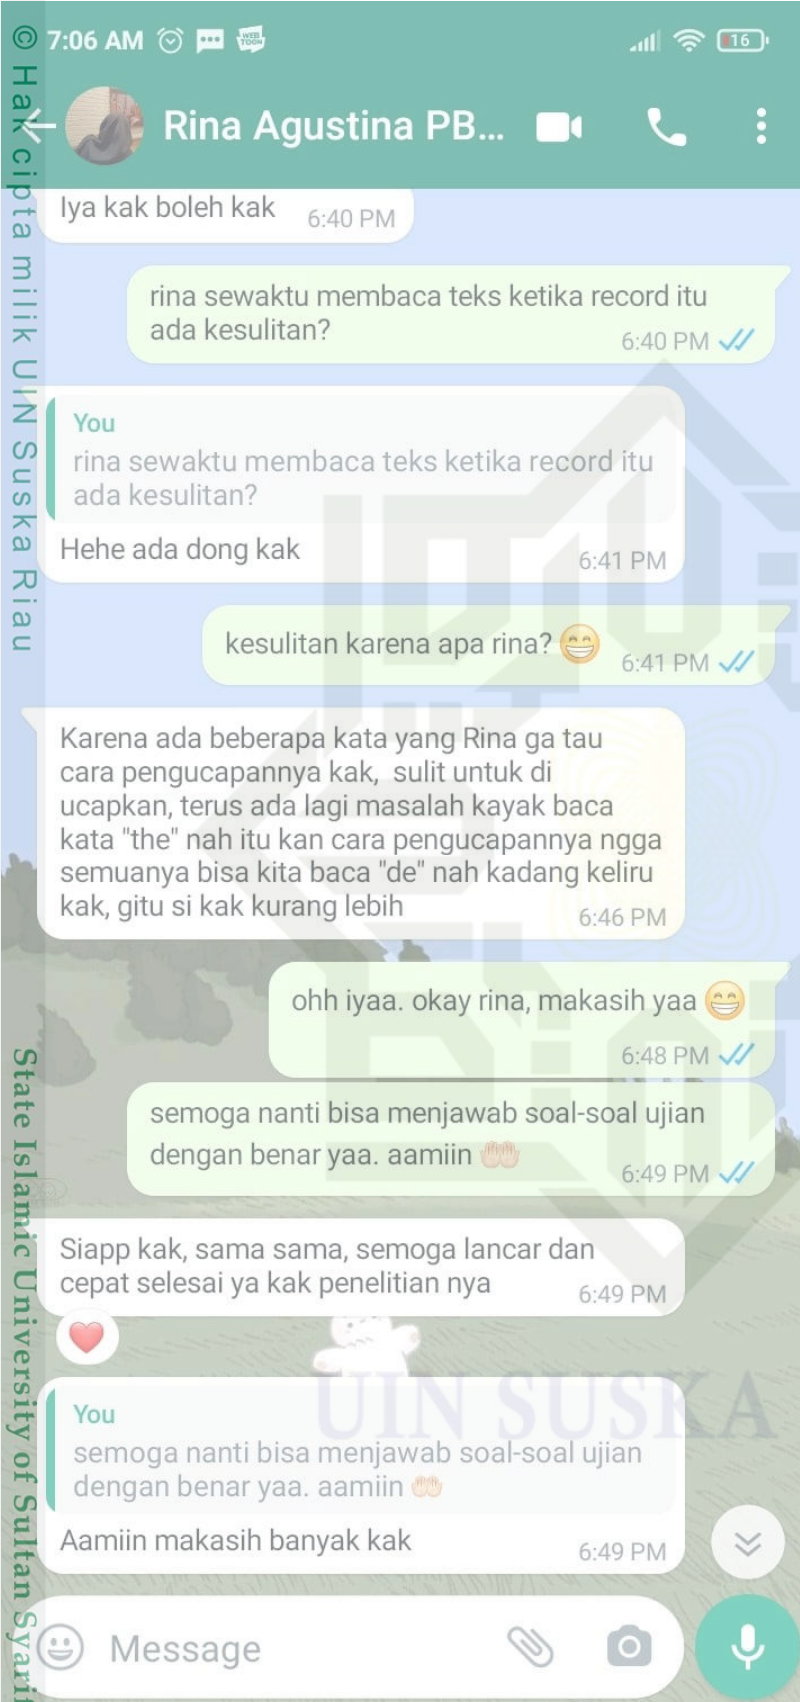 7:06 AM
16
Rina Agustina PB...
Iya kak boleh kak
6:40 PM
rina sewaktu membaca teks ketika record itu
ada kesulitan?
6:40 PM
You
rina sewaktu membaca teks ketika record itu
ada kesulitan?
Hehe ada dong kak
6:41 PM
kesulitan karena apa rina? 😁
6:41 PM
Karena ada beberapa kata yang Rina ga tau
cara pengucapannya kak, sulit untuk di
ucapkan, terus ada lagi masalah kayak baca
kata "the" nah itu kan cara pengucapannya ngga
semuanya bisa kita baca "de" nah kadang keliru
kak, gitu si kak kurang lebih
6:46 PM
ohh iyaa. okay rina, makasih yaa 😁
6:48 PM
semoga nanti bisa menjawab soal-soal ujian
dengan benar yaa. aamiin 🤲🏻
6:49 PM
Siapp kak, sama sama, semoga lancar dan
cepat selesai ya kak penelitian nya
6:49 PM
❤️
You
semoga nanti bisa menjawab soal-soal ujian
dengan benar yaa. aamiin 🤲🏻
Aamiin makasih banyak kak
6:49 PM
Message
© Hak cipta milik UIN Suska Riau
State Islamic University of Sultan Syarif
UIN SUSKA
WEB
TOON